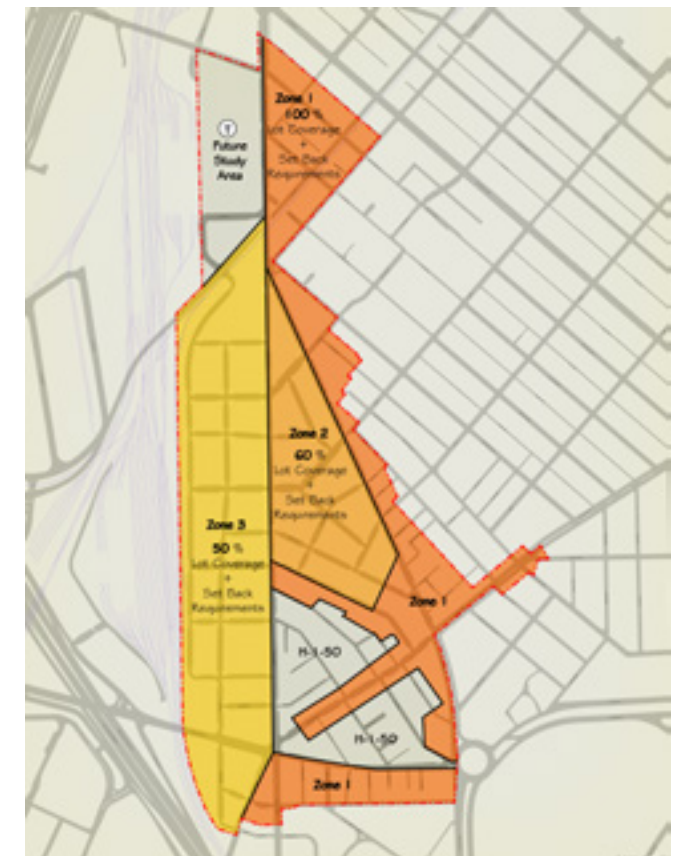 Zone 1
100 %
Lot Coverage
+
Set Back
Requirements
T
Future
Study
Area
Zone 2
60 %
Lot Coverage
+
Set Back
Requirements
Zone 3
50 %
Lot Coverage
+
Set Back
Requirements
Zone 1
H-1-50
H-1-50
Zone 1